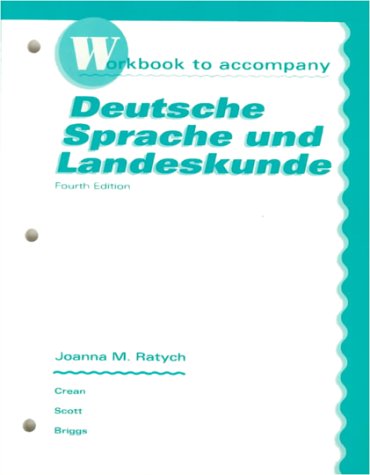 Workbook to accompany
Deutsche
Sprache und
Landeskunde
Fourth Edition
Joanna M. Ratych
Crean
Scott
Briggs